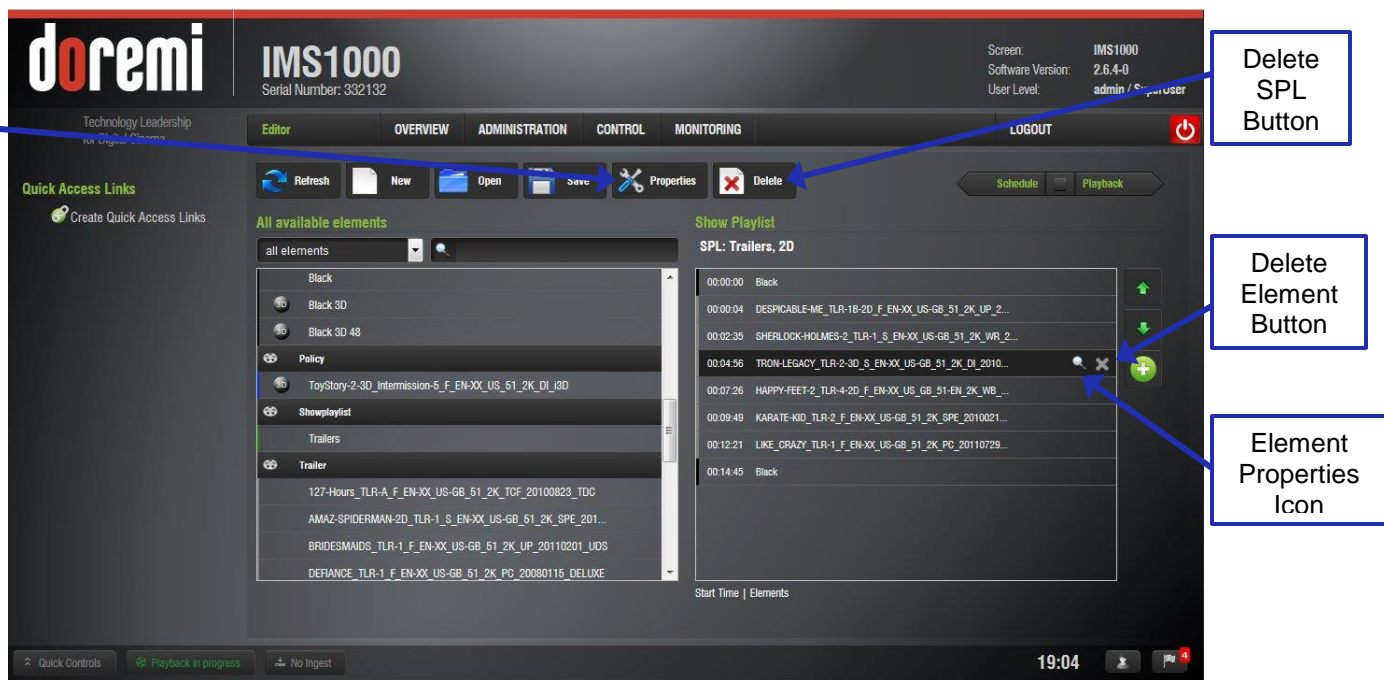 doremi
Technology Leadership
for Digital Cinema
IMS1000
Serial Number: 332132
Screen: IMS1000
Software Version: 2.6.4-0
User Level: admin / SuperUser
Editor OVERVIEW ADMINISTRATION CONTROL MONITORING LOGOUT
Refresh New Open Save Properties Delete
Schedule Playback
Quick Access Links
Create Quick Access Links
All available elements
all elements
Black
3D Black 3D
3D Black 3D 48
Policy
3D ToyStory-2-3D_Intermission-5_F_EN-XX_US_51_2K_DI_i3D
Showplaylist
Trailers
Trailer
127-Hours_TLR-A_F_EN-XX_US-GB_51_2K_TCF_20100823_TDC
AMAZ-SPIDERMAN-2D_TLR-1_S_EN-XX_US-GB_51_2K_SPE_201...
BRIDESMAIDS_TLR-1_F_EN-XX_US-GB_51_2K_UP_20110201_UDS
DEFIANCE_TLR-1_F_EN-XX_US-GB_51_2K_PC_20080115_DELUXE
Show Playlist
SPL: Trailers, 2D
00:00:00 Black
00:00:04 DESPICABLE-ME_TLR-1B-2D_F_EN-XX_US-GB_51_2K_UP_2...
00:02:35 SHERLOCK-HOLMES-2_TLR-1_S_EN-XX_US-GB_51_2K_WR_2...
00:04:56 TRON-LEGACY_TLR-2-3D_S_EN-XX_US-GB_51_2K_DI_2010...
00:07:26 HAPPY-FEET-2_TLR-4-2D_F_EN-XX_US_GB_51-EN_2K_WB_...
00:09:49 KARATE-KID_TLR-2_F_EN-XX_US-GB_51_2K_SPE_2010021...
00:12:21 LIKE_CRAZY_TLR-1_F_EN-XX_US-GB_51_2K_PC_20110729...
00:14:45 Black
Start Time | Elements
Quick Controls Playback in progress No Ingest 19:04 4
Delete
SPL
Button
Delete
Element
Button
Element
Properties
Icon